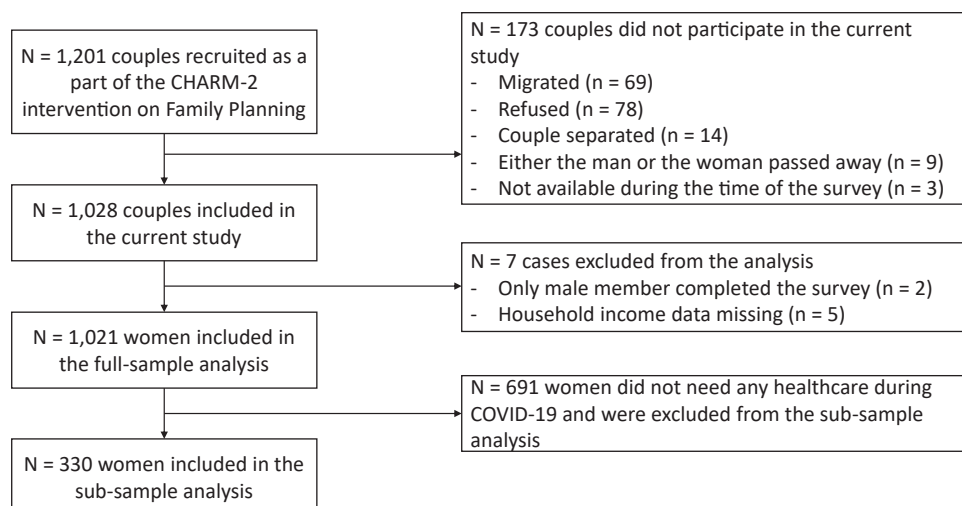 N = 1,201 couples recruited as a
part of the CHARM-2
intervention on Family Planning
N = 173 couples did not participate in the current
study
- Migrated (n = 69)
- Refused (n = 78)
- Couple separated (n = 14)
- Either the man or the woman passed away (n = 9)
- Not available during the time of the survey (n = 3)
N = 1,028 couples included in
the current study
N = 7 cases excluded from the analysis
- Only male member completed the survey (n = 2)
- Household income data missing (n = 5)
N = 1,021 women included in
the full-sample analysis
N = 691 women did not need any healthcare during
COVID-19 and were excluded from the sub-sample
analysis
N = 330 women included in the
sub-sample analysis